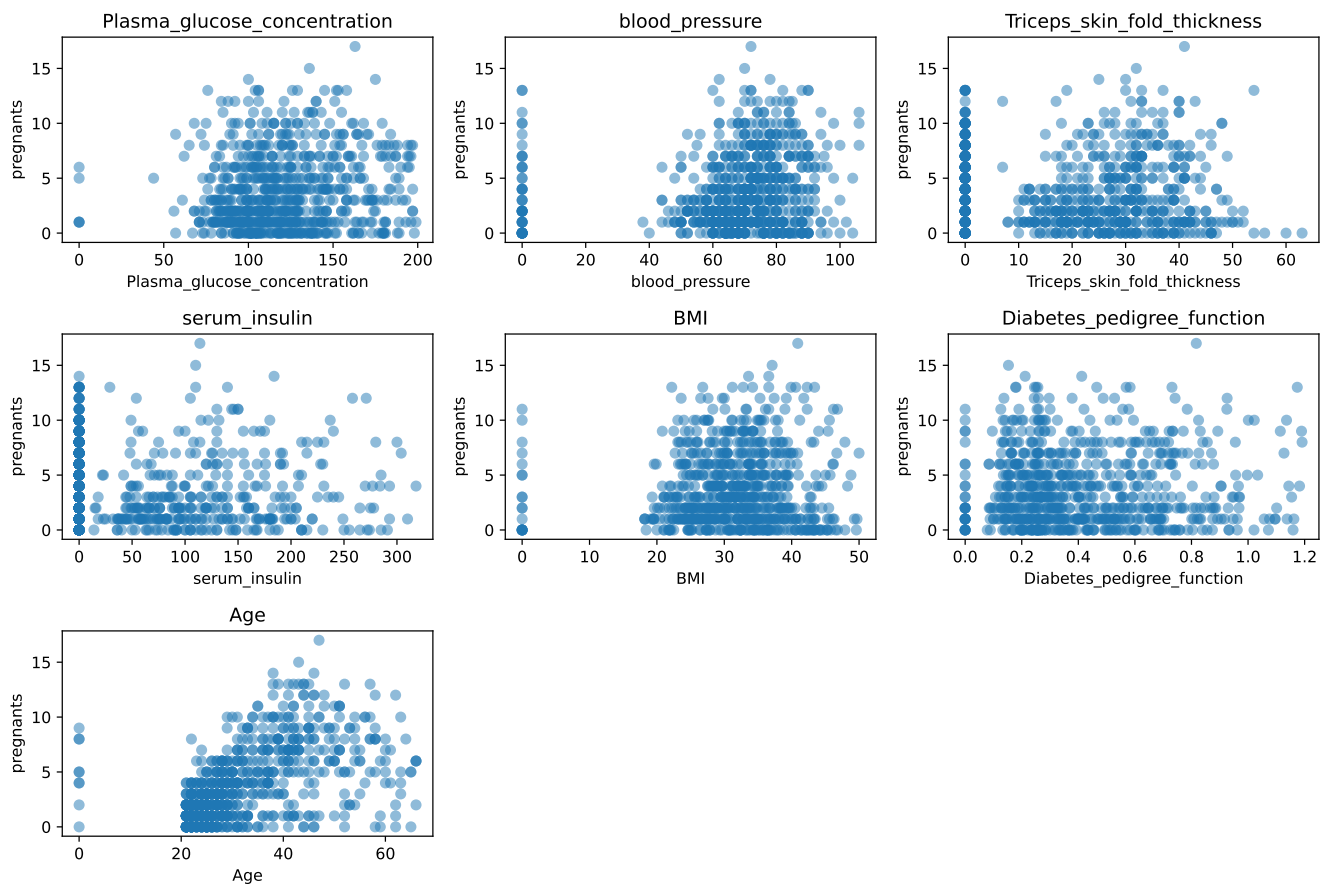 Plasma_glucose_concentration
pregnants
15
10
5
0
0 50 100 150 200
Plasma_glucose_concentration
blood_pressure
pregnants
15
10
5
0
0 20 40 60 80 100
blood_pressure
Triceps_skin_fold_thickness
pregnants
15
10
5
0
0 10 20 30 40 50 60
Triceps_skin_fold_thickness
serum_insulin
pregnants
15
10
5
0
0 50 100 150 200 250 300
serum_insulin
BMI
pregnants
15
10
5
0
0 10 20 30 40 50
BMI
Diabetes_pedigree_function
pregnants
15
10
5
0
0.0 0.2 0.4 0.6 0.8 1.0 1.2
Diabetes_pedigree_function
Age
pregnants
15
10
5
0
0 20 40 60
Age